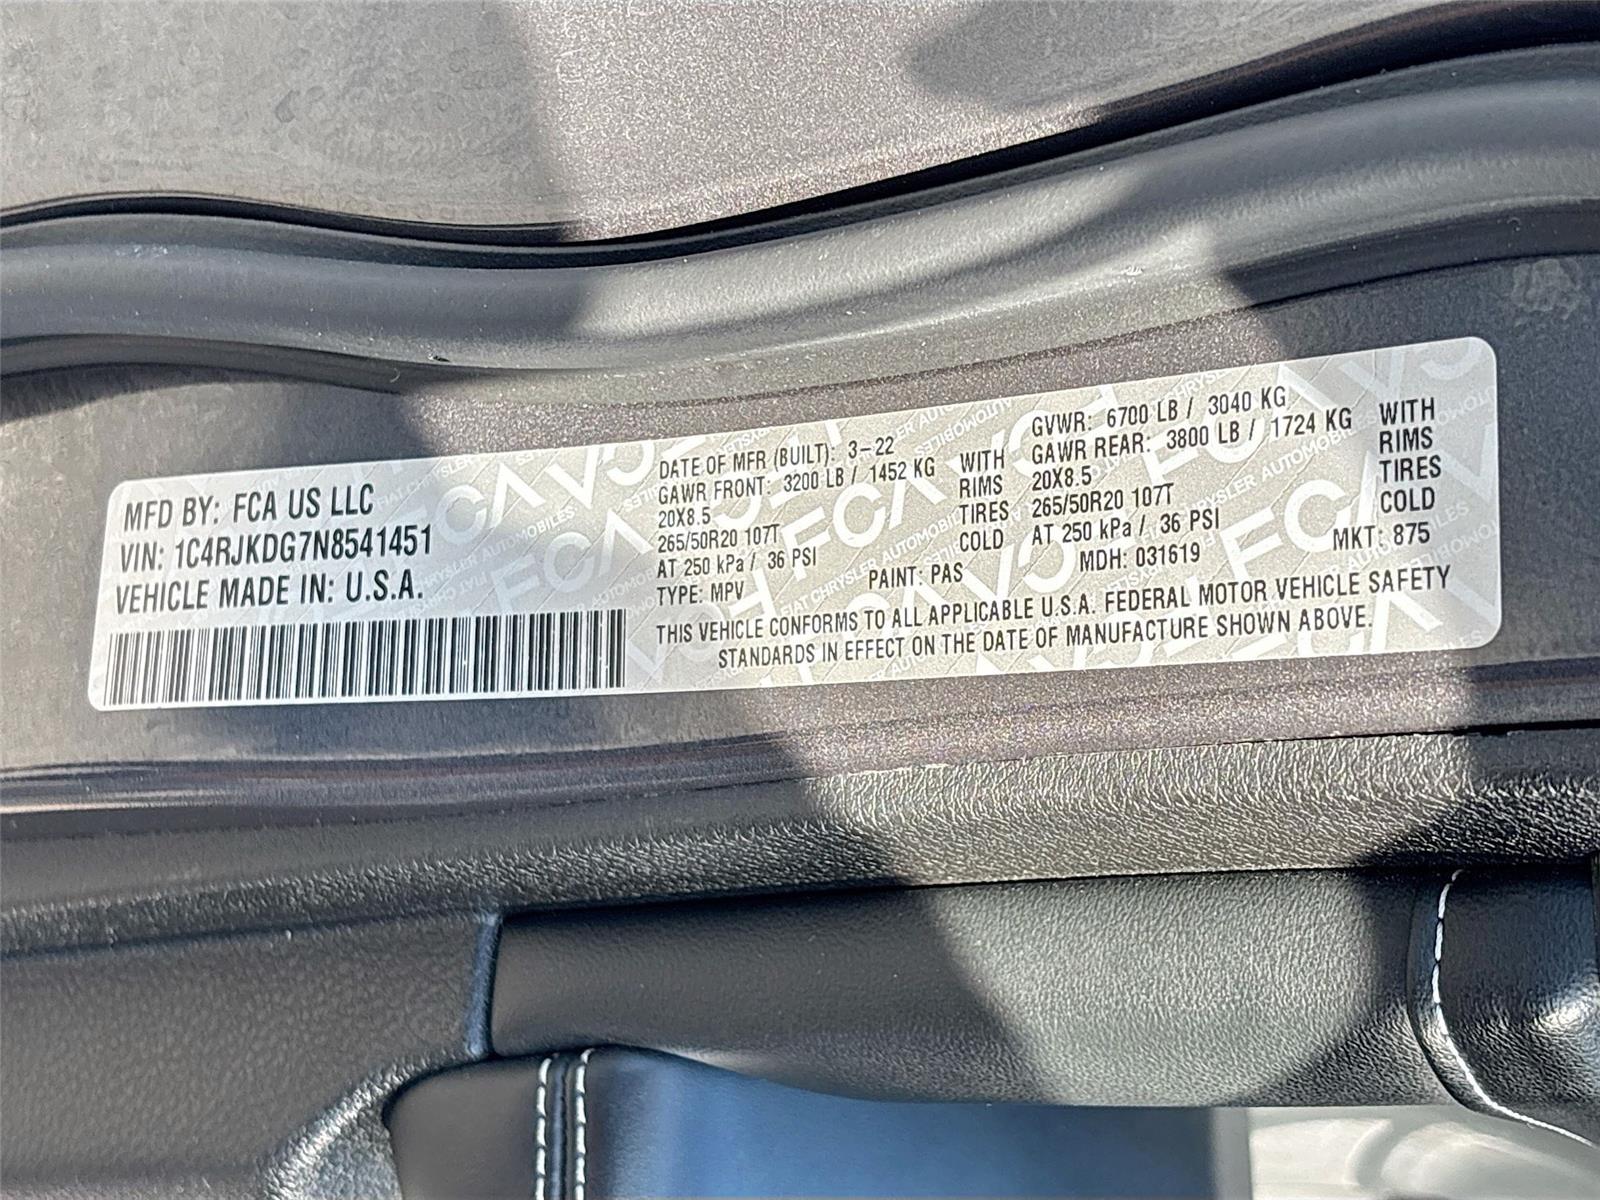 MFD BY: FCA US LLC
VIN: 1C4RJKDG7N8541451
VEHICLE MADE IN: U.S.A.
DATE OF MFR (BUILT): 3-22
GAWR FRONT: 3200 LB / 1452 KG WITH
20X8.5 RIMS
265/50R20 107T TIRES
AT 250 kPa / 36 PSI COLD
TYPE: MPV PAINT: PAS
GVWR: 6700 LB / 3040 KG
GAWR REAR: 3800 LB / 1724 KG WITH
20X8.5 RIMS
265/50R20 107T TIRES
AT 250 kPa / 36 PSI COLD
MDH: 031619 MKT: 875
THIS VEHICLE CONFORMS TO ALL APPLICABLE U.S.A. FEDERAL MOTOR VEHICLE SAFETY
STANDARDS IN EFFECT ON THE DATE OF MANUFACTURE SHOWN ABOVE.